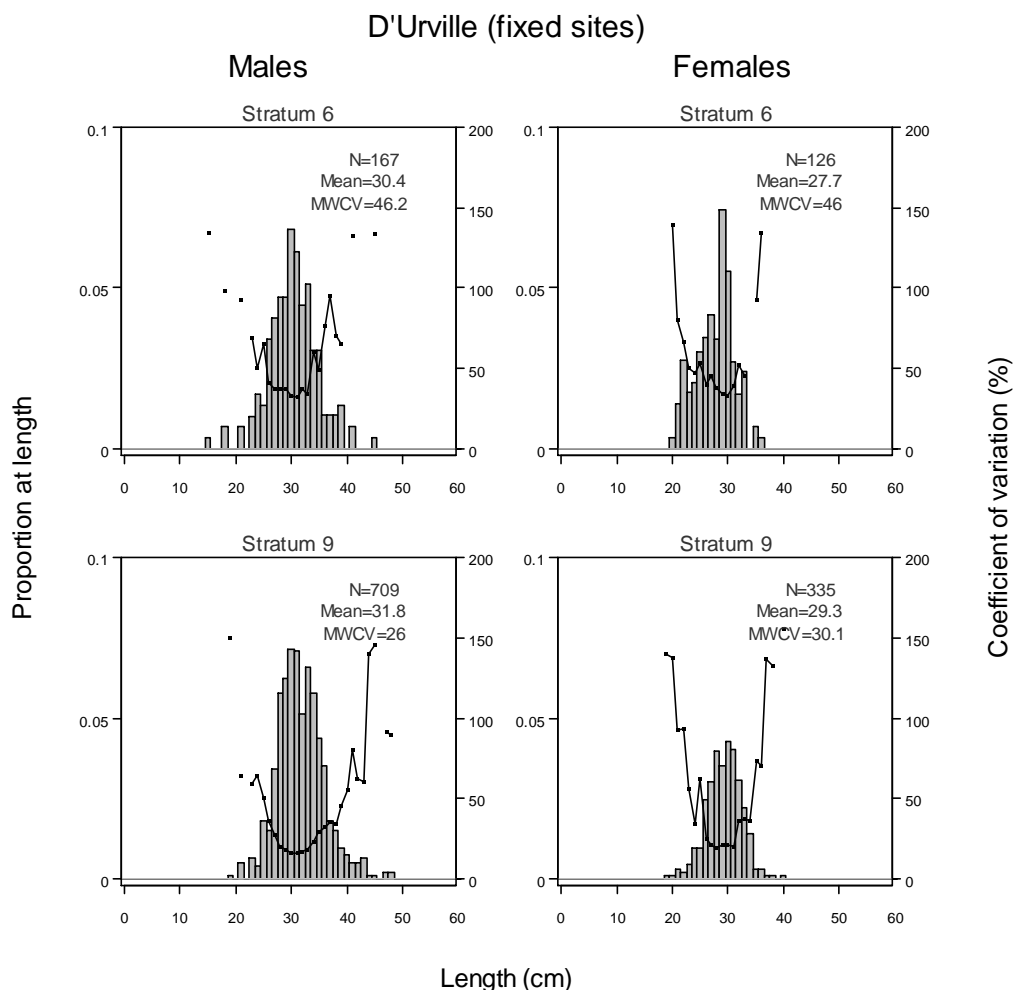 D'Urville (fixed sites)
Males
Females
Stratum 6
Stratum 6
0.1
0.05
0
200
150
100
50
0
N=167
Mean=30.4
MWCV=46.2
0 10 20 30 40 50 60
0.1
0.05
0
200
150
100
50
0
N=126
Mean=27.7
MWCV=46
0 10 20 30 40 50 60
Stratum 9
Stratum 9
0.1
0.05
0
200
150
100
50
0
N=709
Mean=31.8
MWCV=26
0 10 20 30 40 50 60
0.1
0.05
0
200
150
100
50
0
N=335
Mean=29.3
MWCV=30.1
0 10 20 30 40 50 60
Proportion at length
Coefficient of variation (%)
Length (cm)